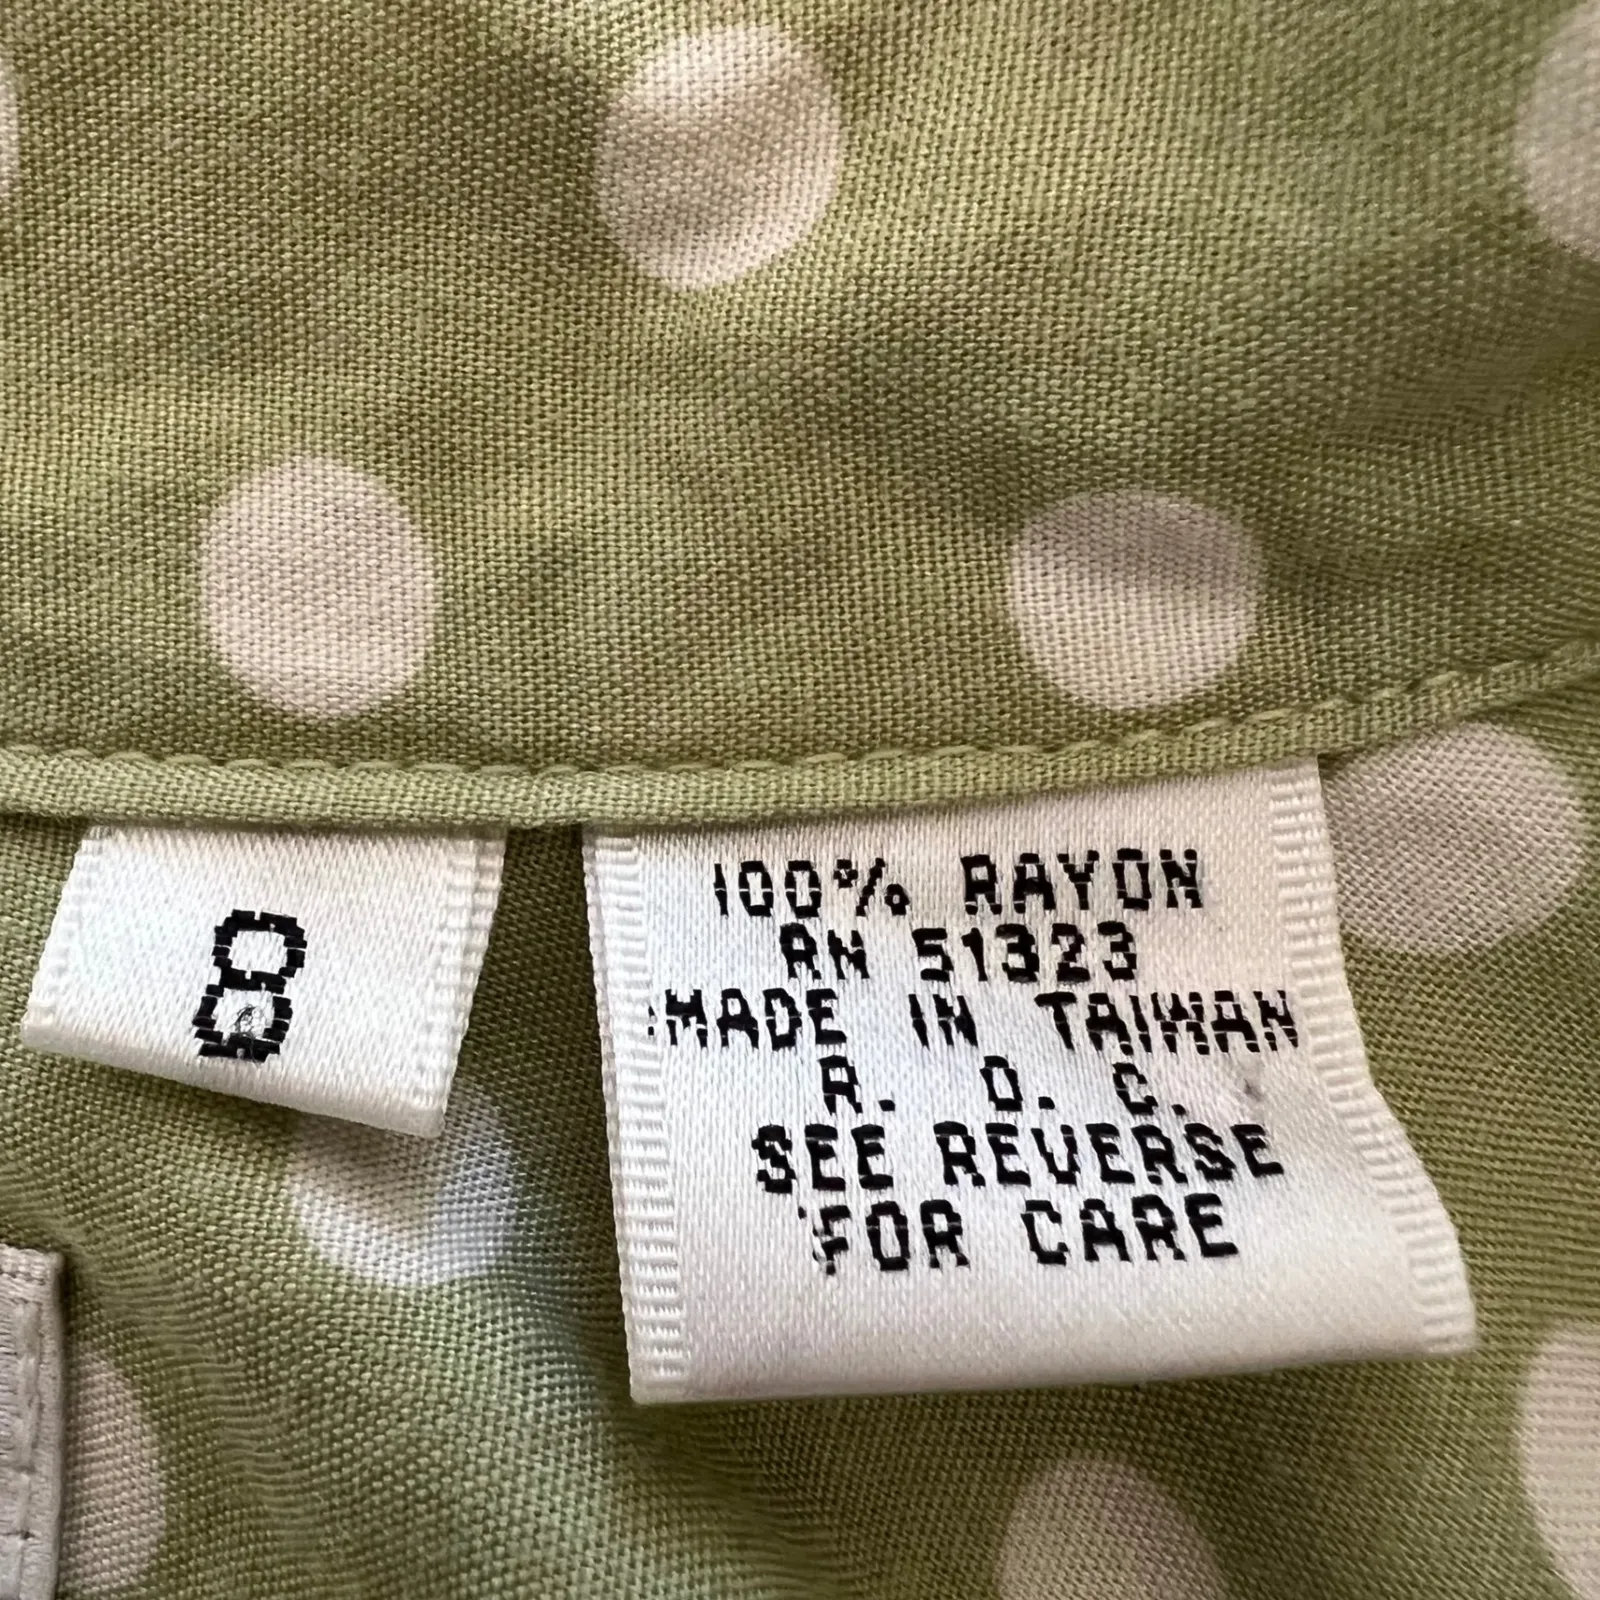 8
100% RAYON
RN 51323
MADE IN TAIWAN
R. O. C.
SEE REVERSE
FOR CARE